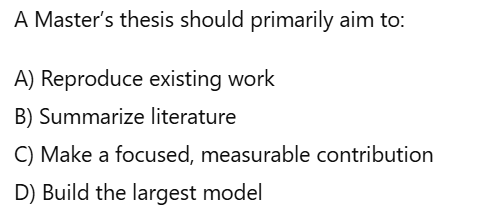 A Master’s thesis should primarily aim to:
A) Reproduce existing work
B) Summarize literature
C) Make a focused, measurable contribution
D) Build the largest model